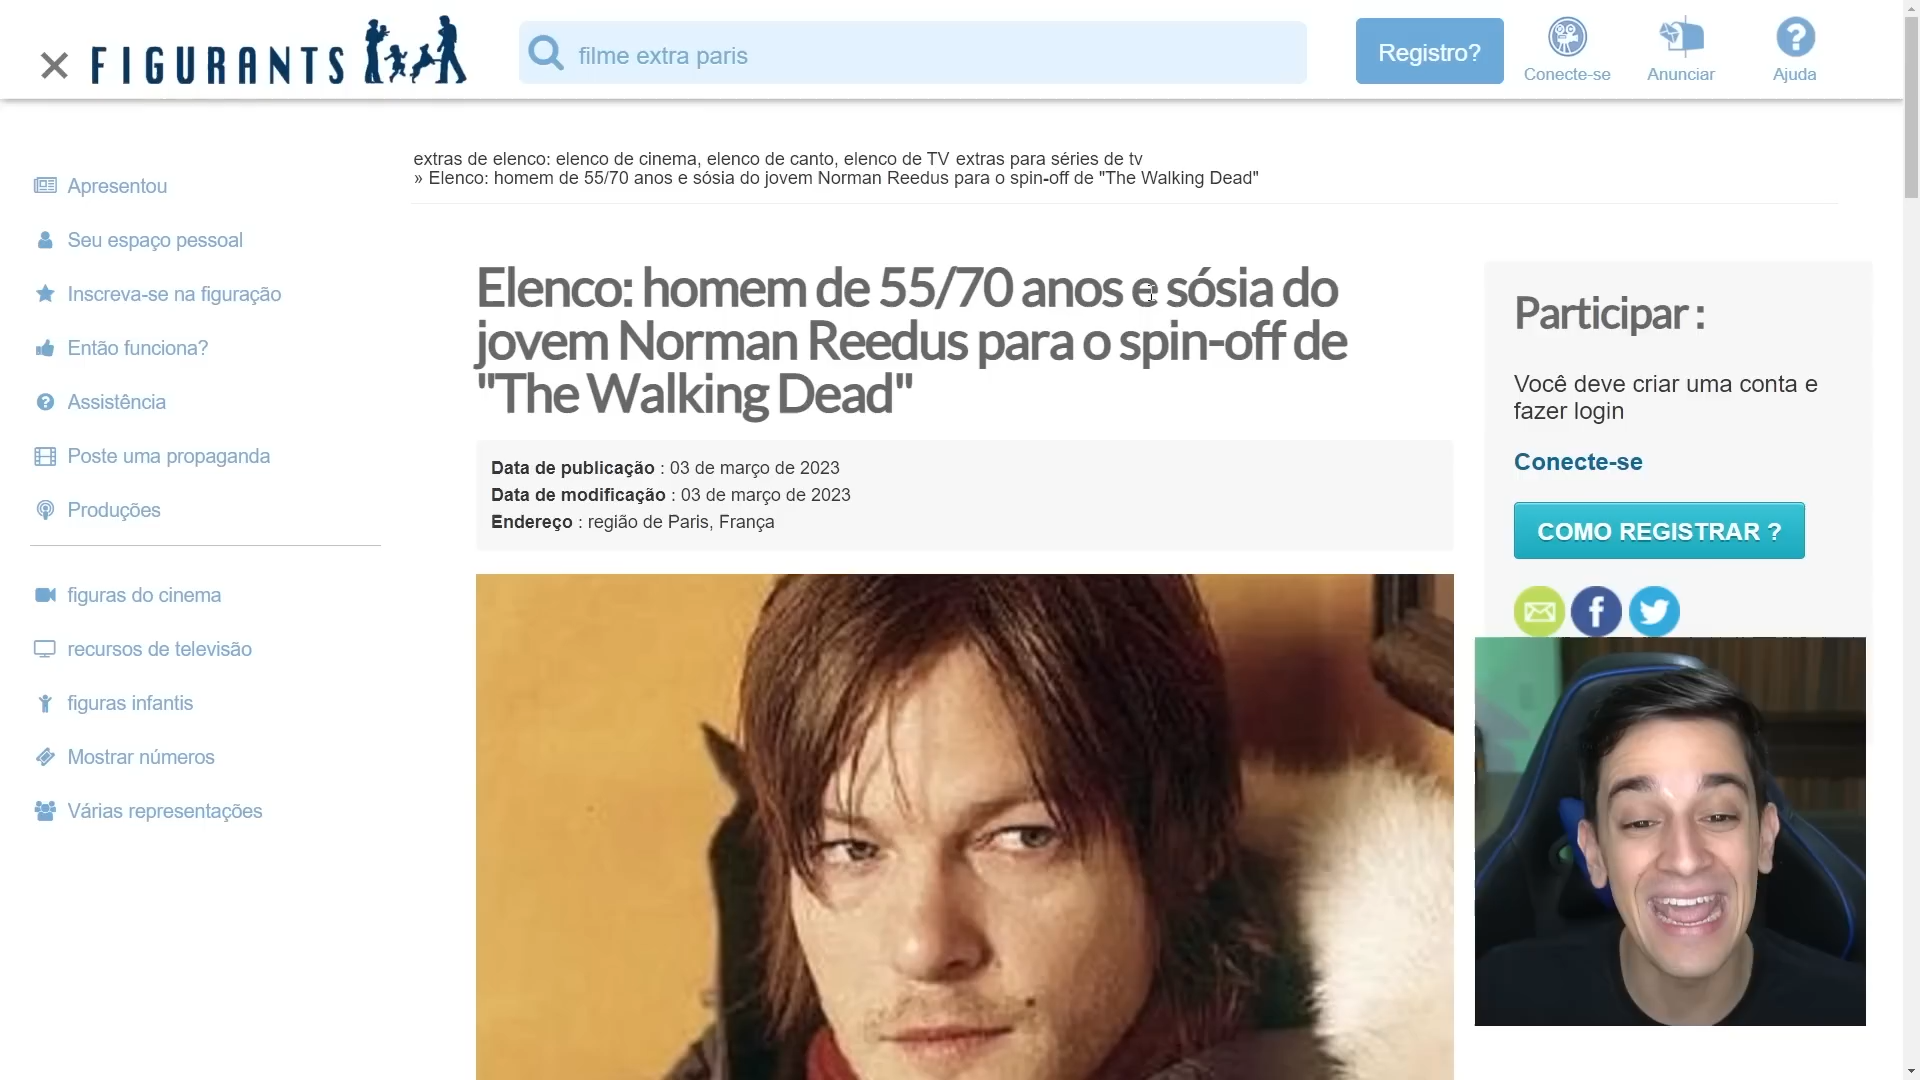 FIGURANTS
filme extra paris
Registro?
Conecte-se
Anunciar
Ajuda
extras de elenco: elenco de cinema, elenco de canto, elenco de TV extras para séries de tv
» Elenco: homem de 55/70 anos e sósia do jovem Norman Reedus para o spin-off de "The Walking Dead"
Apresentou
Seu espaço pessoal
Inscreva-se na figuração
Então funciona?
Assistência
Poste uma propaganda
Produções
figuras do cinema
recursos de televisão
figuras infantis
Mostrar números
Várias representações
Elenco: homem de 55/70 anos e sósia do
jovem Norman Reedus para o spin-off de
"The Walking Dead"
Data de publicação : 03 de março de 2023
Data de modificação : 03 de março de 2023
Endereço : região de Paris, França
Participar :
Você deve criar uma conta e
fazer login
Conecte-se
COMO REGISTRAR ?